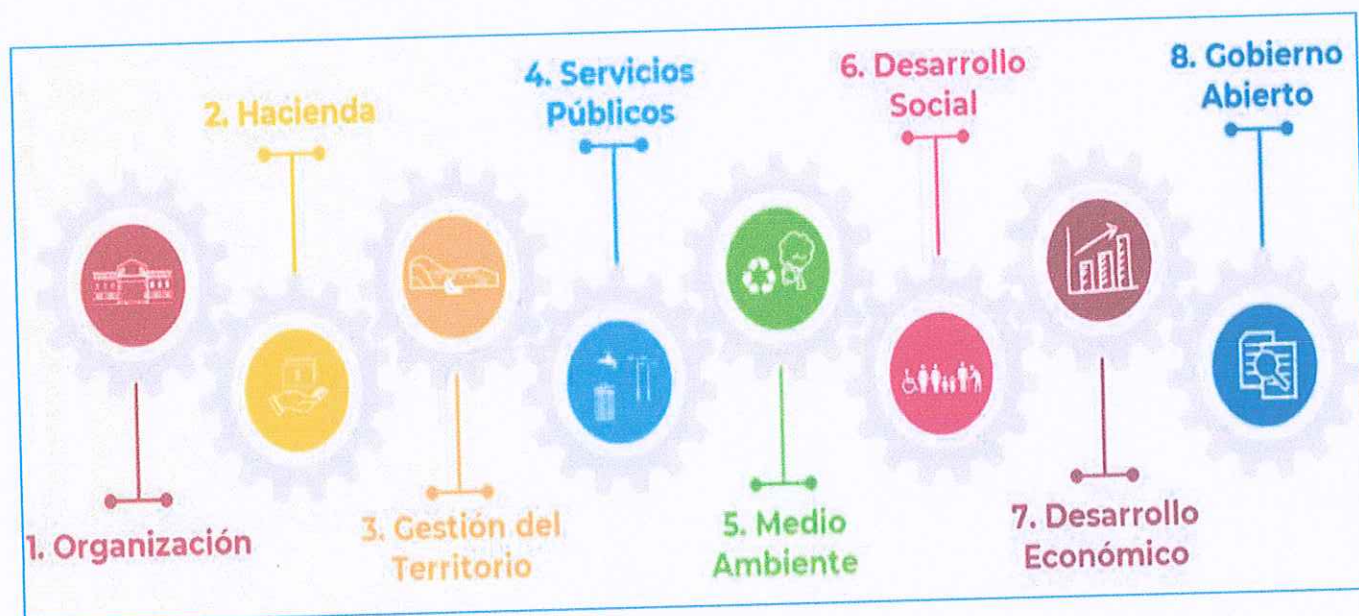 1. Organización
2. Hacienda
3. Gestión del
Territorio
4. Servicios
Públicos
5. Medio
Ambiente
6. Desarrollo
Social
7. Desarrollo
Económico
8. Gobierno
Abierto